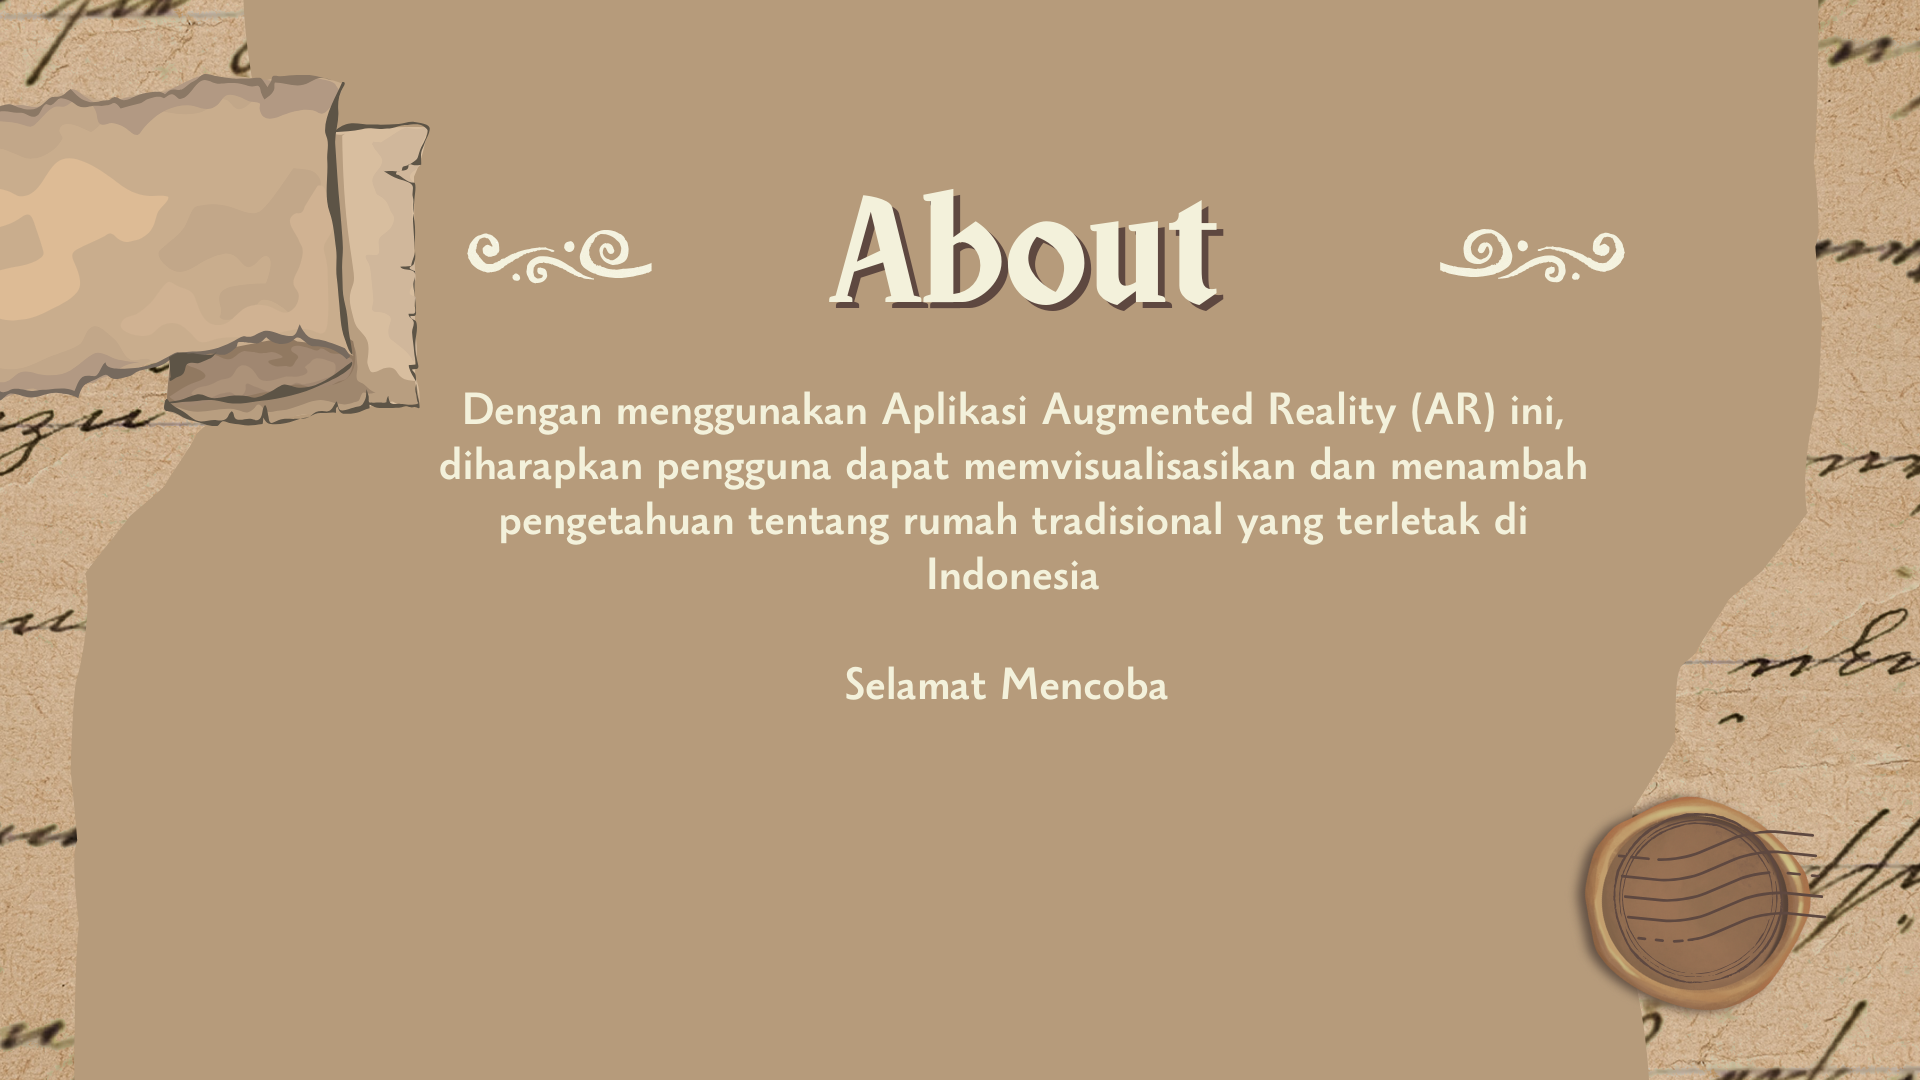 About
Dengan menggunakan Aplikasi Augmented Reality (AR) ini,
diharapkan pengguna dapat memvisualisasikan dan menambah
pengetahuan tentang rumah tradisional yang terletak di
Indonesia
Selamat Mencoba